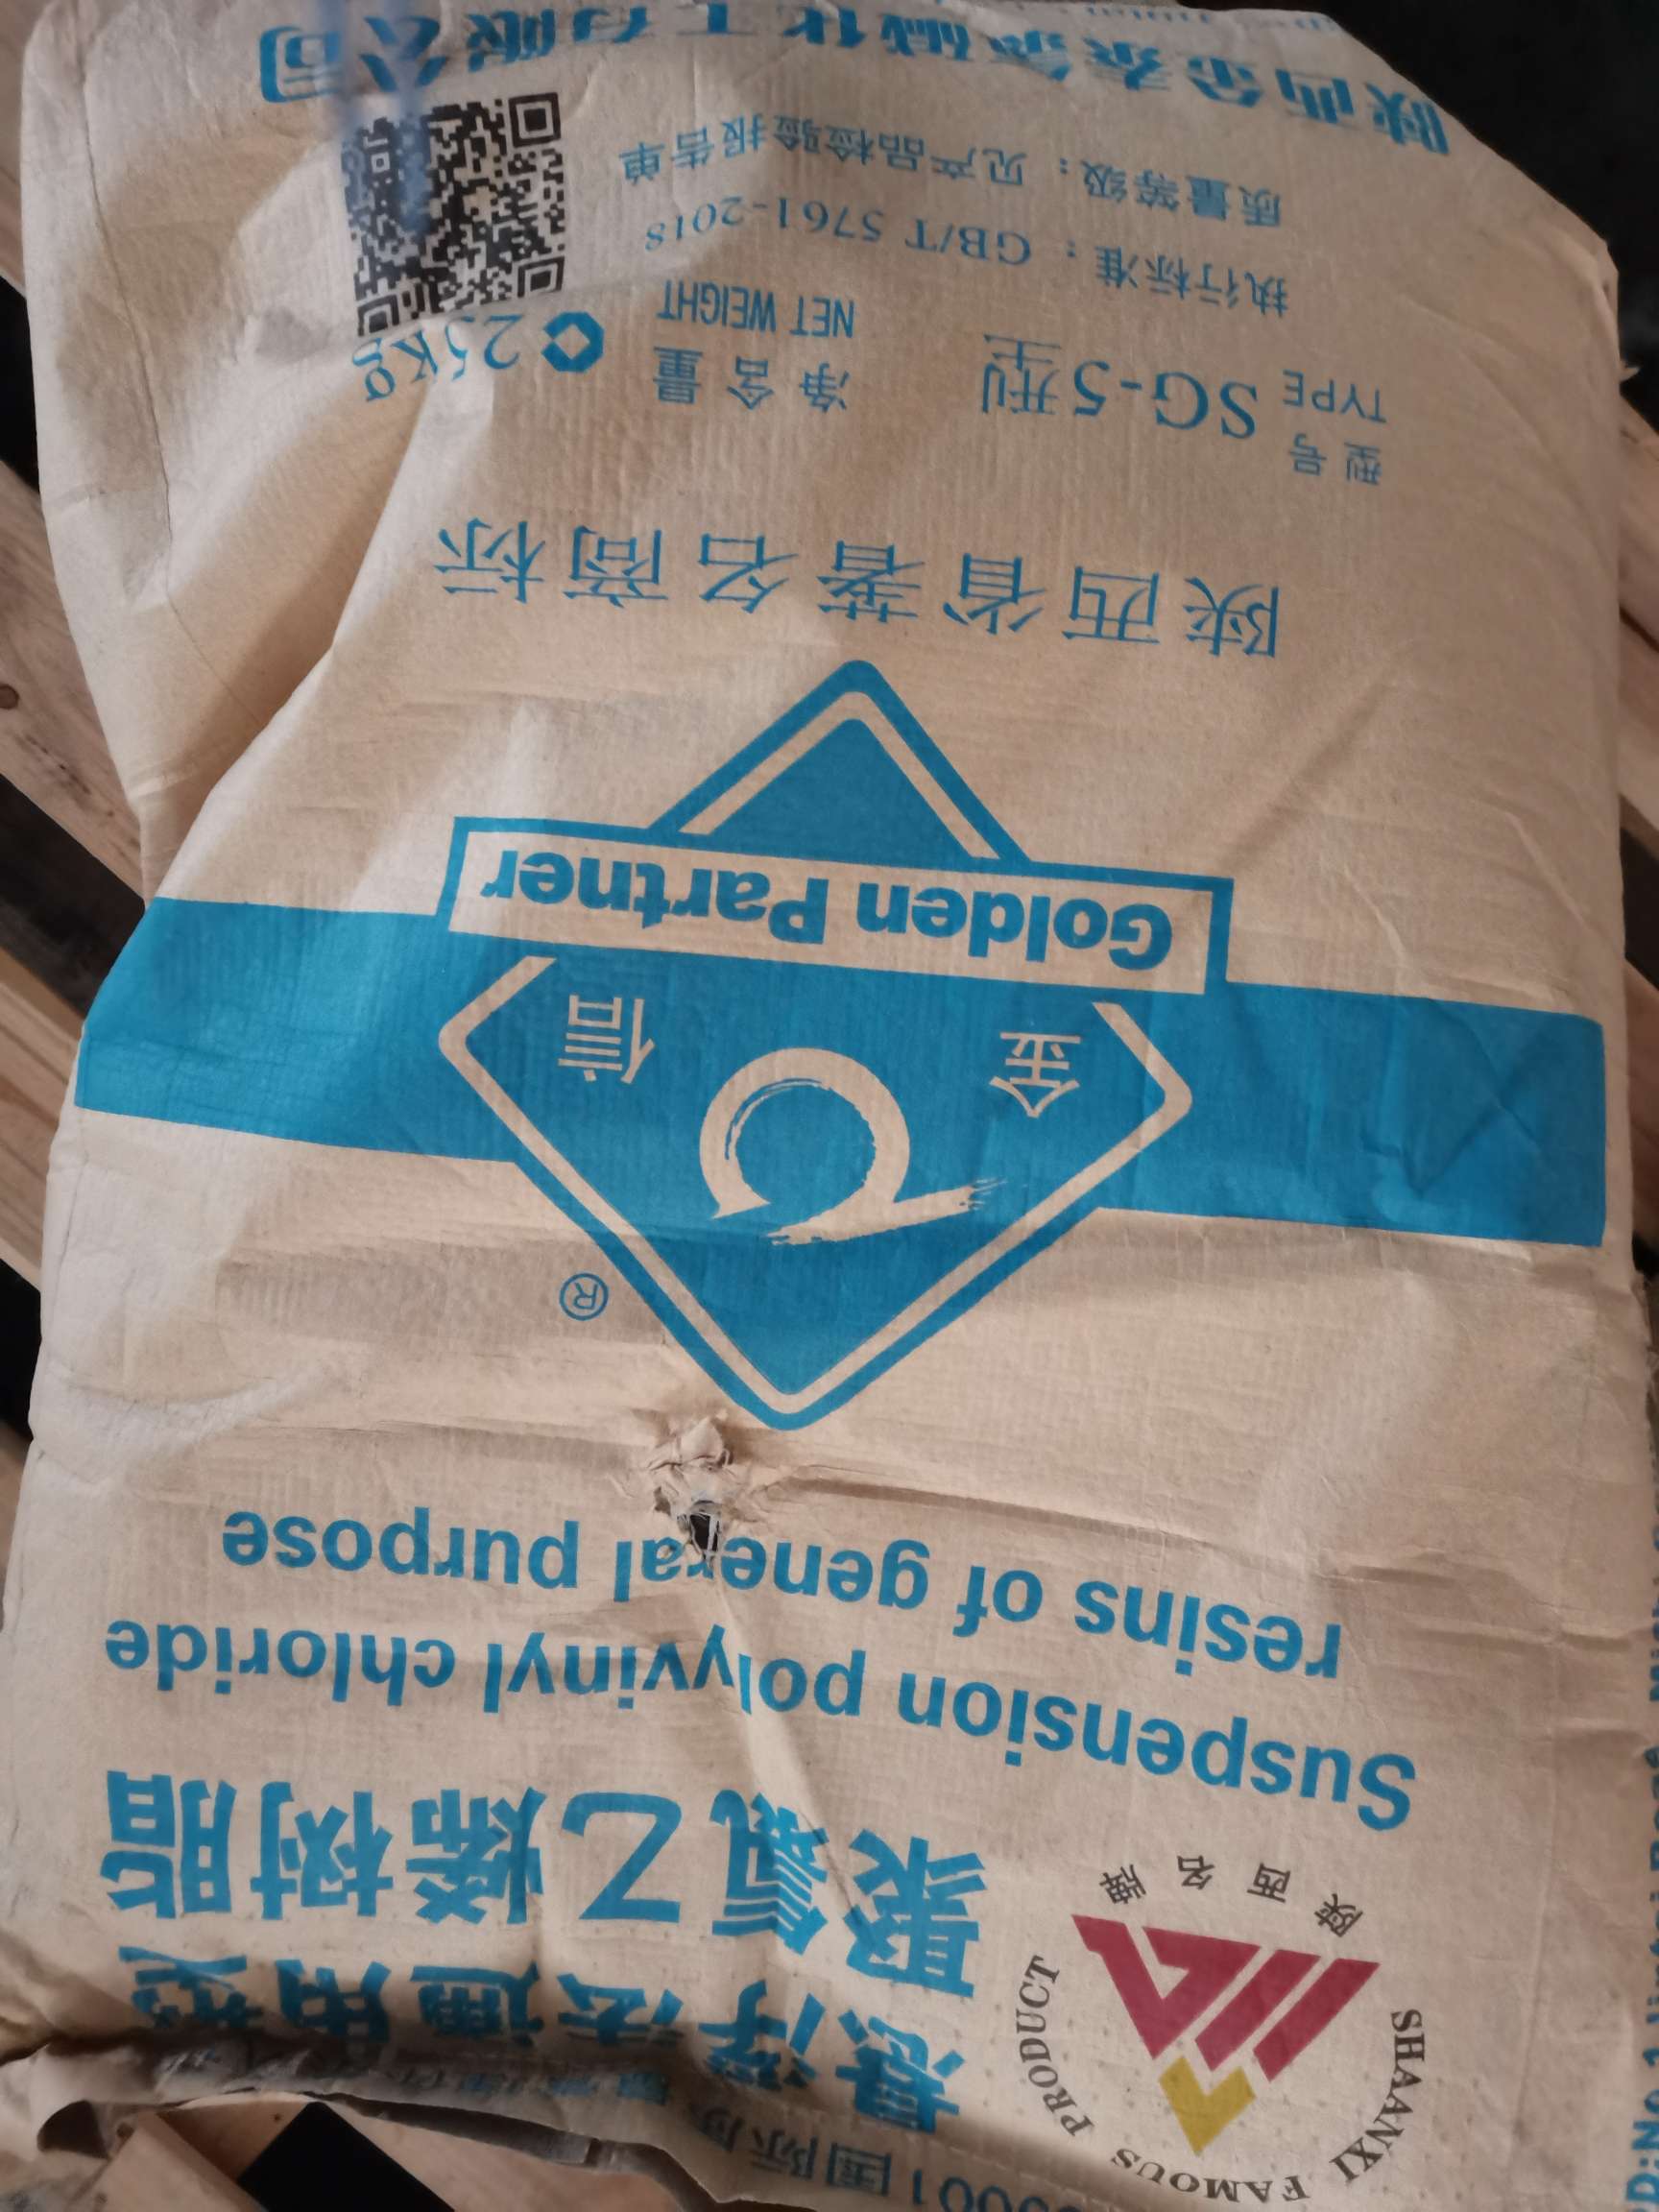 国际
SHAANXI FAMOUS PRODUCT
陕西名牌
悬浮法通用型
聚氯乙烯树脂
Suspension polyvinyl chloride
resins of general purpose
®
金 信
Golden Partner
陕西省著名商标
型号
TYPE SG-5型
净含量
NET WEIGHT
25kg
执行标准：GB/T 5761-2018
质量等级：见产品检验报告单
陕西金泰氯碱化工有限公司